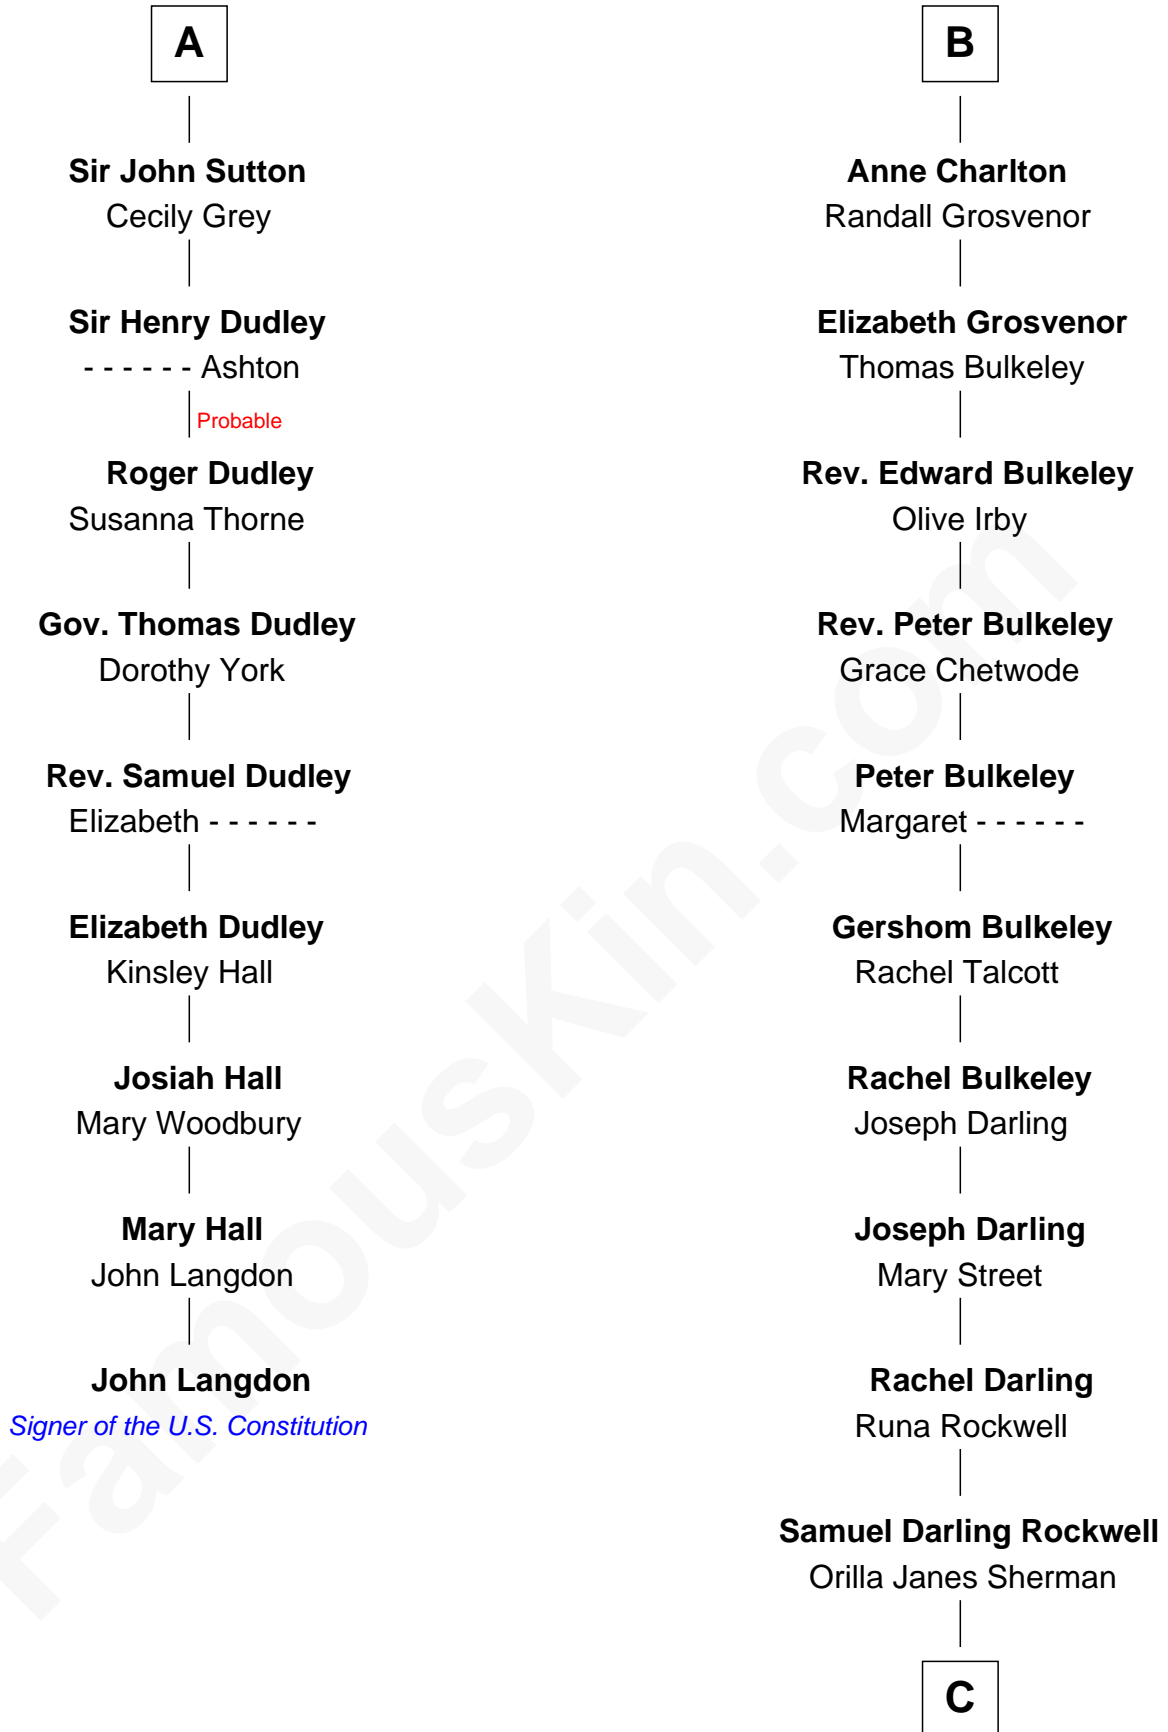 A
Sir John Sutton
Cecily Grey
Sir Henry Dudley
- - - - - - Ashton
Probable
Roger Dudley
Susanna Thorne
Gov. Thomas Dudley
Dorothy York
Rev. Samuel Dudley
Elizabeth - - - - - -
Elizabeth Dudley
Kinsley Hall
Josiah Hall
Mary Woodbury
Mary Hall
John Langdon
John Langdon
Signer of the U.S. Constitution
B
Anne Charlton
Randall Grosvenor
Elizabeth Grosvenor
Thomas Bulkeley
Rev. Edward Bulkeley
Olive Irby
Rev. Peter Bulkeley
Grace Chetwode
Peter Bulkeley
Margaret - - - - - -
Gershom Bulkeley
Rachel Talcott
Rachel Bulkeley
Joseph Darling
Joseph Darling
Mary Street
Rachel Darling
Runa Rockwell
Samuel Darling Rockwell
Orilla Janes Sherman
C
FamousKin.com